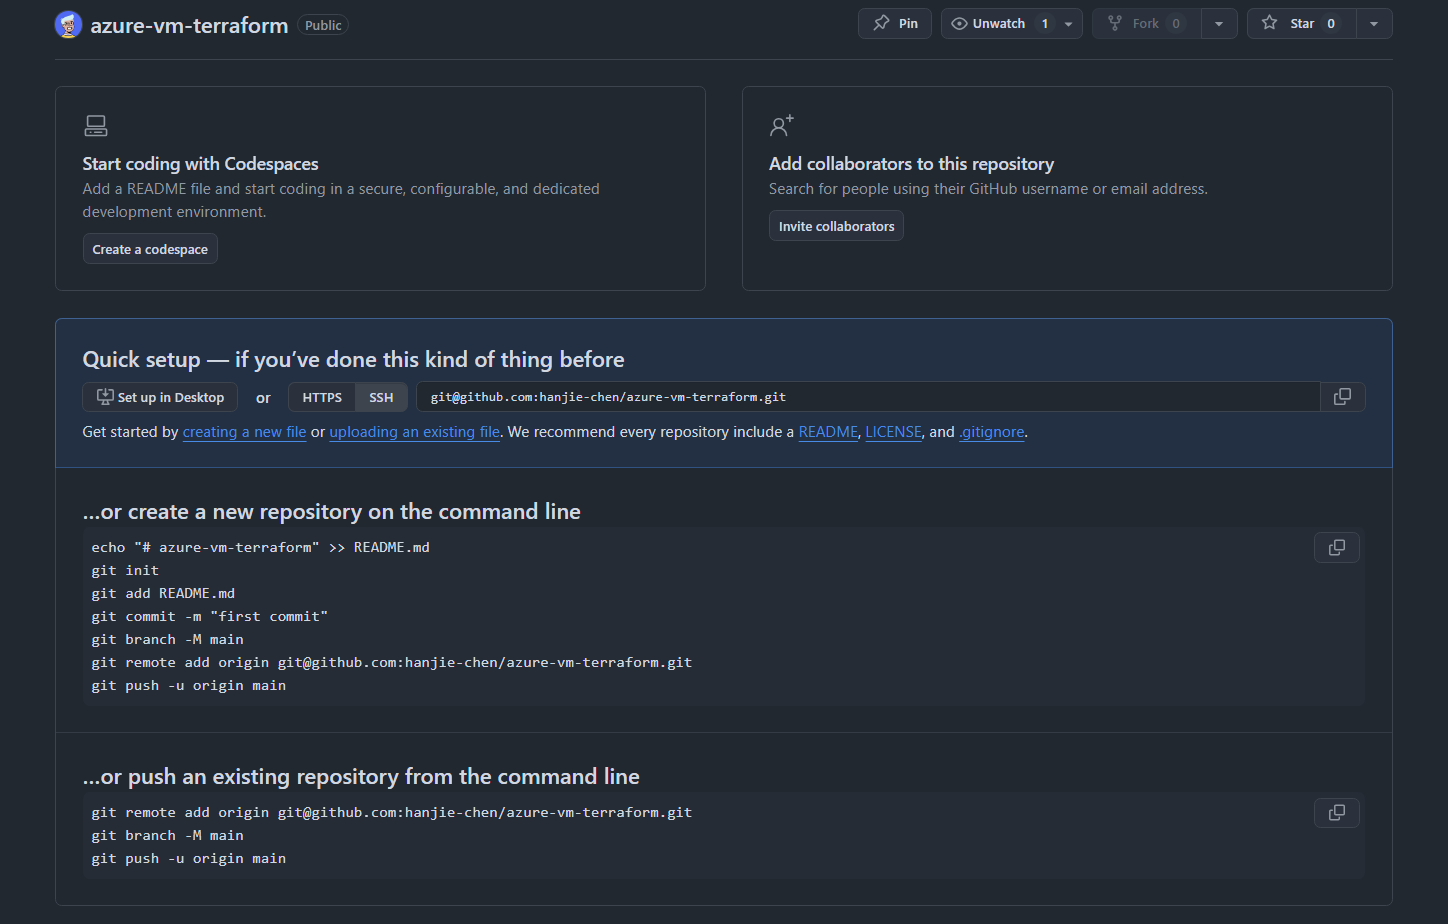 azure-vm-terraform Public
Pin
Unwatch 1
Fork 0
Star 0
Start coding with Codespaces
Add a README file and start coding in a secure, configurable, and dedicated
development environment.
Create a codespace
Add collaborators to this repository
Search for people using their GitHub username or email address.
Invite collaborators
Quick setup — if you’ve done this kind of thing before
Set up in Desktop or HTTPS SSH git@github.com:hanjie-chen/azure-vm-terraform.git
Get started by creating a new file or uploading an existing file. We recommend every repository include a README, LICENSE, and .gitignore.
…or create a new repository on the command line
echo "# azure-vm-terraform" >> README.md
git init
git add README.md
git commit -m "first commit"
git branch -M main
git remote add origin git@github.com:hanjie-chen/azure-vm-terraform.git
git push -u origin main
…or push an existing repository from the command line
git remote add origin git@github.com:hanjie-chen/azure-vm-terraform.git
git branch -M main
git push -u origin main